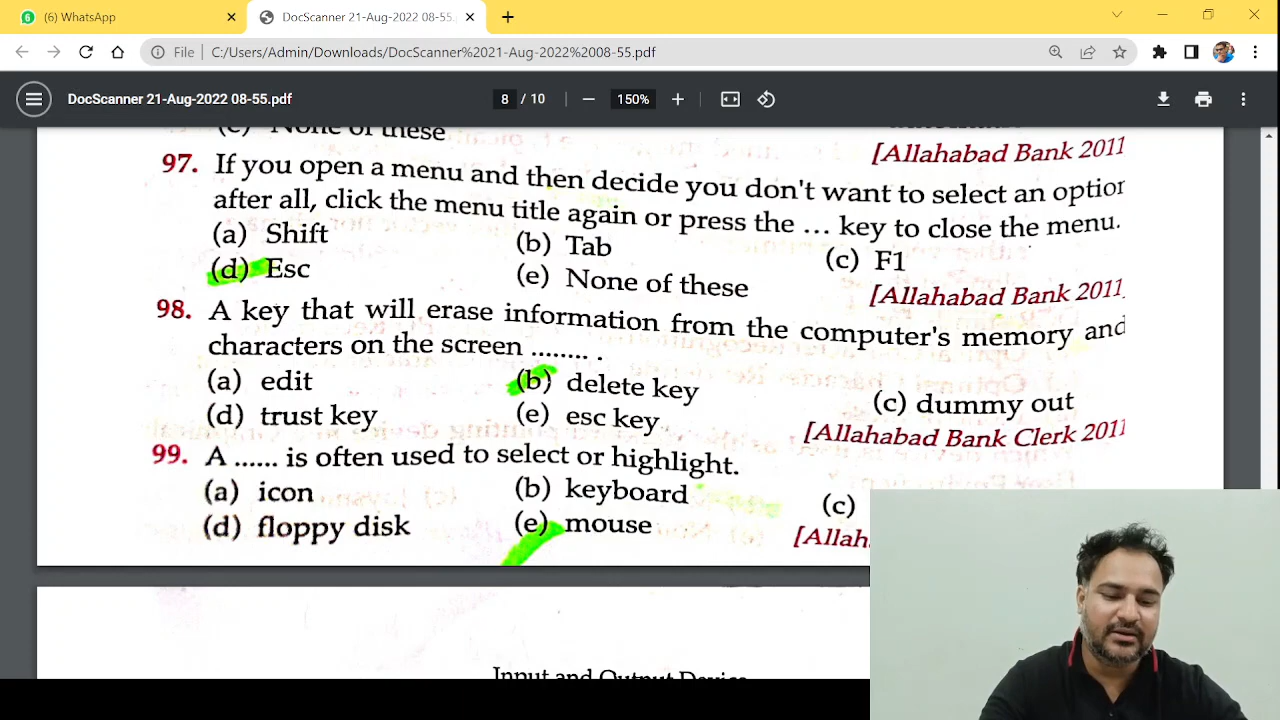 (6) WhatsApp
DocScanner 21-Aug-2022 08-55.
File C:/Users/Admin/Downloads/DocScanner%2021-Aug-2022%2008-55.pdf
DocScanner 21-Aug-2022 08-55.pdf
8 / 10
150%
None of these
[Allahabad Bank 2011
97. If you open a menu and then decide you don't want to select an option
after all, click the menu title again or press the ... key to close the menu.
(a) Shift (b) Tab (c) F1
(d) Esc (e) None of these
[Allahabad Bank 2011
98. A key that will erase information from the computer's memory and
characters on the screen ........ .
(a) edit (b) delete key (c) dummy out
(d) trust key (e) esc key
[Allahabad Bank Clerk 2011
99. A ...... is often used to select or highlight.
(a) icon (b) keyboard (c)
(d) floppy disk (e) mouse
[Allah
Input and Output Device